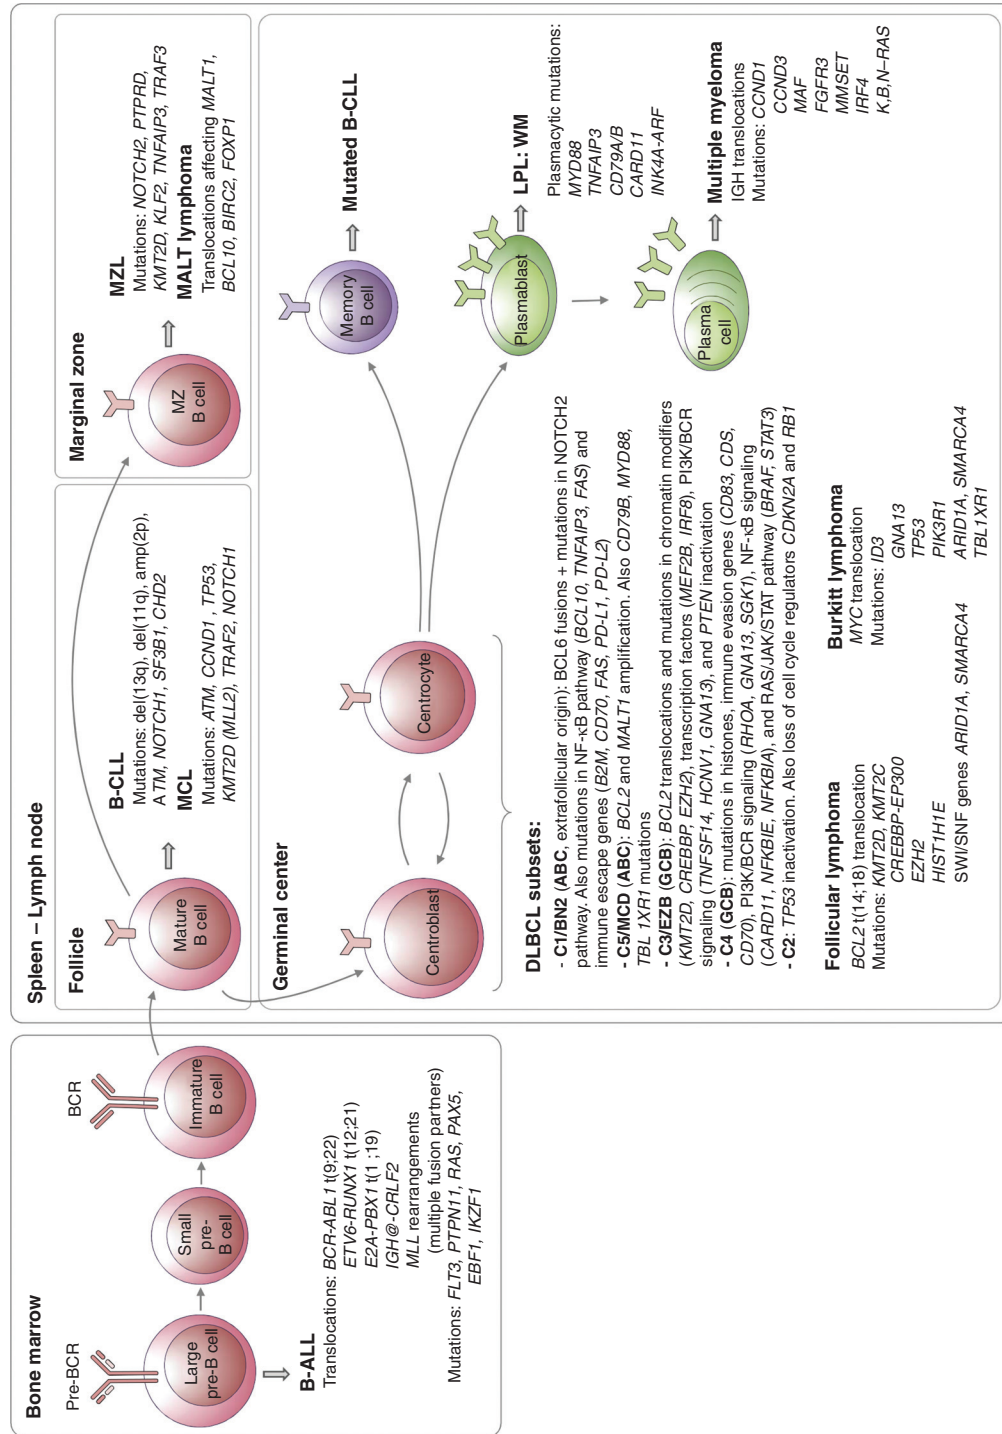 Bone marrow
Pre-BCR
BCR
Large
pre-B cell
Small
pre-
B cell
Immature
B cell
B-ALL
Translocations: BCR-ABL1 t(9;22)
ETV6-RUNX1 t(12;21)
E2A-PBX1 t(1 ;19)
IGH@-CRLF2
MLL rearrangements
(multiple fusion partners)
Mutations: FLT3, PTPN11, RAS, PAX5,
EBF1, IKZF1
Spleen – Lymph node
Follicle
Mature
B cell
B-CLL
Mutations: del(13q), del(11q), amp(2p),
A TM, NOTCH1, SF3B1, CHD2
MCL
Mutations: ATM, CCND1 , TP53,
KMT2D (MLL2), TRAF2, NOTCH1
Marginal zone
MZ
B cell
MZL
Mutations: NOTCH2, PTPRD,
KMT2D, KLF2, TNFAIP3, TRAF3
MALT lymphoma
Translocations affecting MALT1,
BCL10, BIRC2, FOXP1
Germinal center
Centroblast
Centrocyte
Memory
B cell
Mutated B-CLL
Plasmablast
LPL: WM
Plasmacytic mutations:
MYD88
TNFAIP3
CD79A/B
CARD11
INK4A-ARF
Plasma
cell
Multiple myeloma
IGH translocations
Mutations: CCND1
CCND3
MAF
FGFR3
MMSET
IRF4
K,B,N–RAS
DLBCL subsets:
- C1/BN2 (ABC, extrafollicular origin): BCL6 fusions + mutations in NOTCH2
pathway. Also mutations in NF-κB pathway (BCL10, TNFAIP3, FAS) and
immune escape genes (B2M, CD70, FAS, PD-L1, PD-L2)
- C5/MCD (ABC): BCL2 and MALT1 amplification. Also CD79B, MYD88,
TBL 1XR1 mutations
- C3/EZB (GCB): BCL2 translocations and mutations in chromatin modifiers
(KMT2D, CREBBP, EZH2), transcription factors (MEF2B, IRF8), PI3K/BCR
signaling (TNFSF14, HCNV1, GNA13), and PTEN inactivation
- C4 (GCB): mutations in histones, immune evasion genes (CD83, CDS,
CD70), PI3K/BCR signaling (RHOA, GNA13, SGK1), NF-κB signaling
(CARD11, NFKBIE, NFKBIA), and RAS/JAK/STAT pathway (BRAF, STAT3)
- C2: TP53 inactivation. Also loss of cell cycle regulators CDKN2A and RB1
Follicular lymphoma
BCL2 t(14;18) translocation
Mutations: KMT2D, KMT2C
CREBBP-EP300
EZH2
HIST1H1E
SWI/SNF genes ARID1A, SMARCA4
Burkitt lymphoma
MYC translocation
Mutations: ID3
GNA13
TP53
PIK3R1
ARID1A, SMARCA4
TBL1XR1